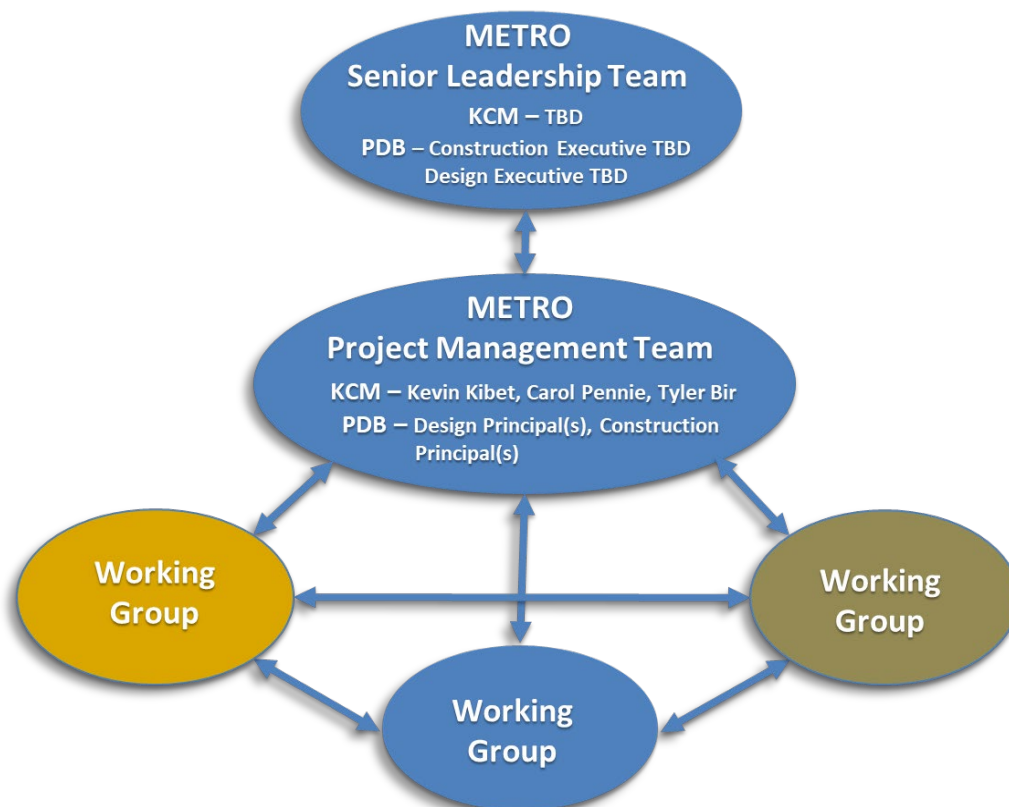 METRO
Senior Leadership Team
KCM – TBD
PDB – Construction Executive TBD
Design Executive TBD
METRO
Project Management Team
KCM – Kevin Kibet, Carol Pennie, Tyler Bir
PDB – Design Principal(s), Construction
Principal(s)
Working
Group
Working
Group
Working
Group